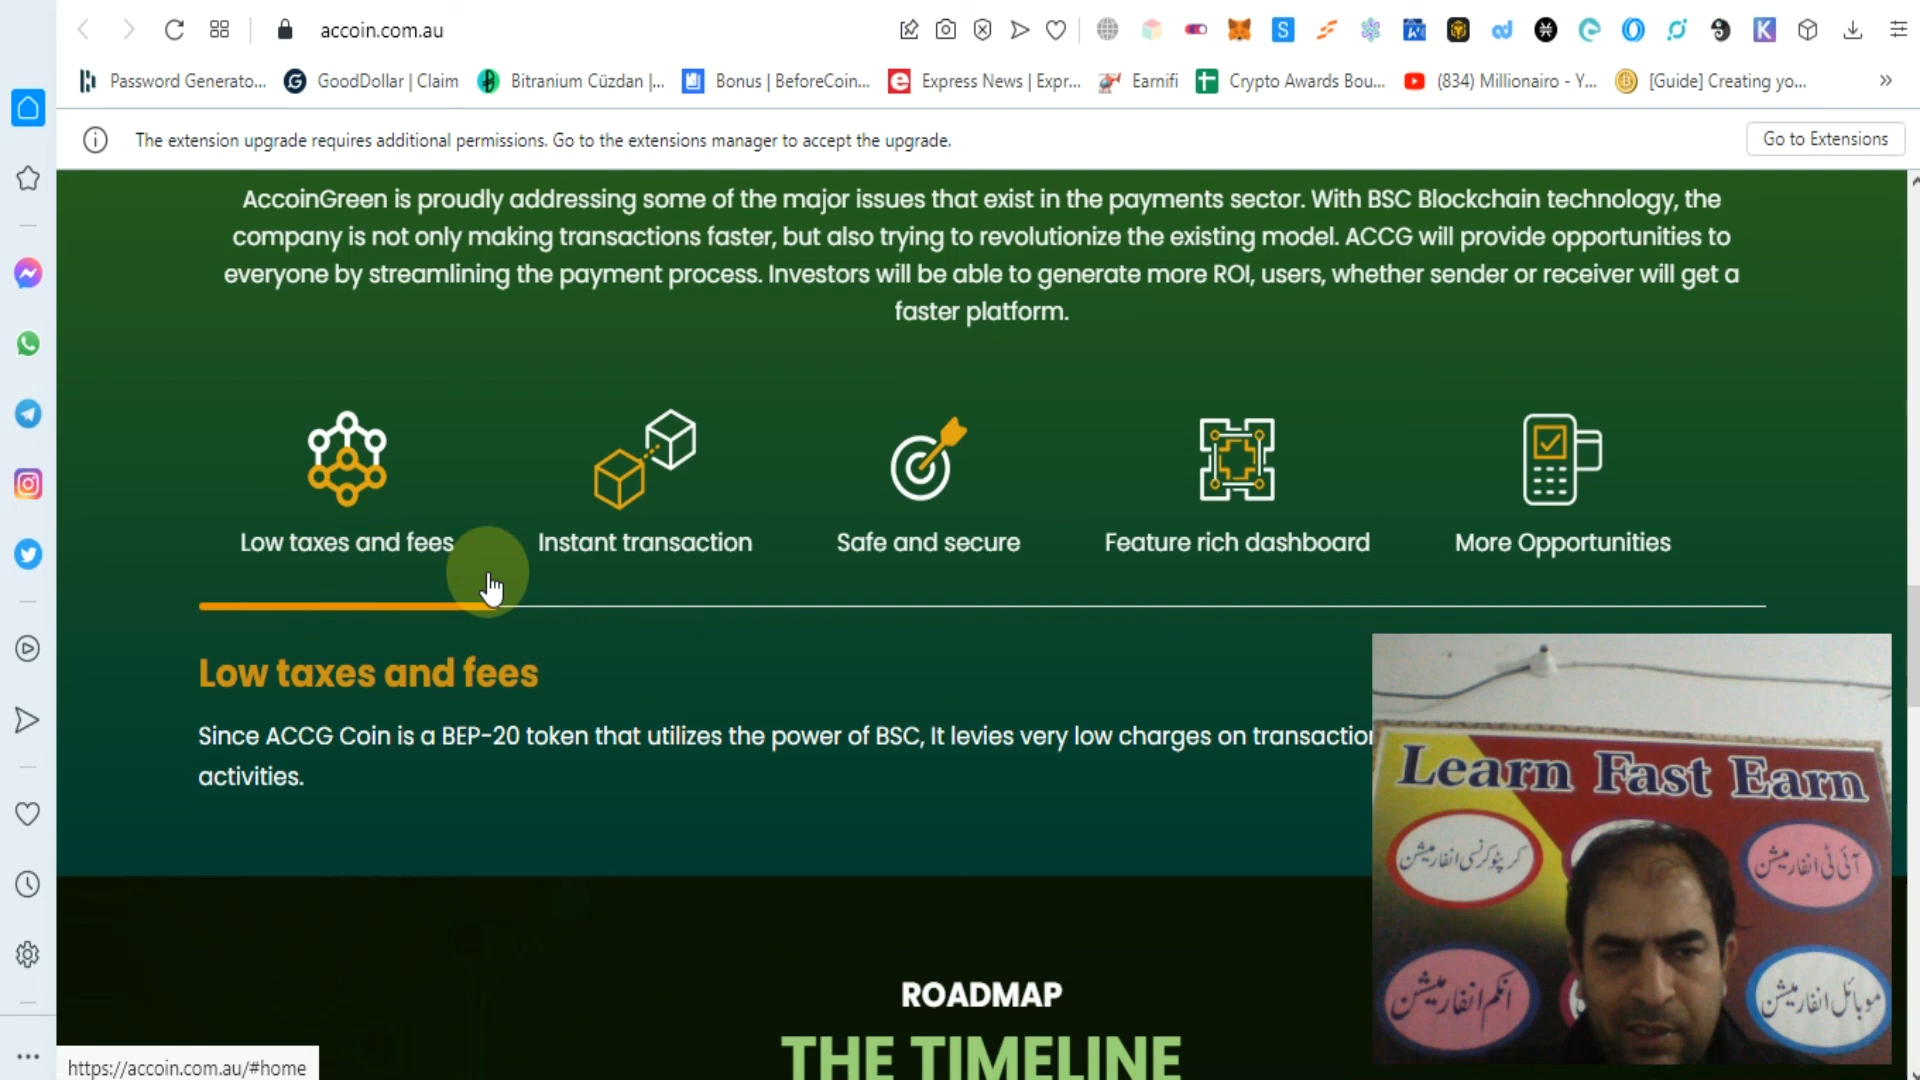 accoin.com.au
Password Generato... GoodDollar | Claim Bitranium Cüzdan |... Bonus | BeforeCoin... Express News | Expr... Earnifi Crypto Awards Bou... (834) Millionairo - Y... [Guide] Creating yo...
The extension upgrade requires additional permissions. Go to the extensions manager to accept the upgrade. Go to Extensions
AccoinGreen is proudly addressing some of the major issues that exist in the payments sector. With BSC Blockchain technology, the
company is not only making transactions faster, but also trying to revolutionize the existing model. ACCG will provide opportunities to
everyone by streamlining the payment process. Investors will be able to generate more ROI, users, whether sender or receiver will get a
faster platform.
Low taxes and fees Instant transaction Safe and secure Feature rich dashboard More Opportunities
Low taxes and fees
Since ACCG Coin is a BEP-20 token that utilizes the power of BSC, It levies very low charges on transaction
activities.
Learn Fast Earn
کرپٹو کرنسی انفارمیشن
آئی ٹی انفارمیشن
انکم انفارمیشن
موبائل انفارمیشن
ROADMAP
THE TIMELINE
https://accoin.com.au/#home